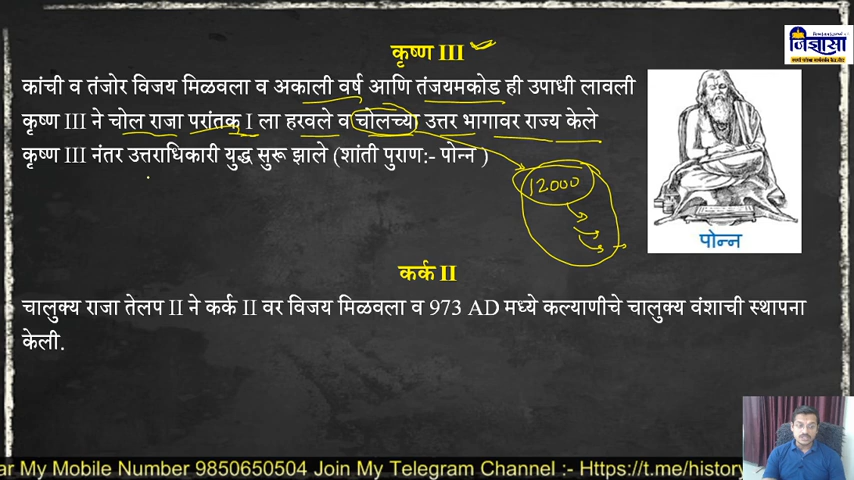 जिज्ञासा
कृष्ण III
कांची व तंजोर विजय मिळवला व अकाली वर्ष आणि तंजयमकोड ही उपाधी लावली
कृष्ण III ने चोल राजा परांतक I ला हरवले व चोलच्या उत्तर भागावर राज्य केले
कृष्ण III नंतर उत्तराधिकारी युद्ध सुरू झाले (शांती पुराण:- पोन्न )
12000
पोन्न
कर्क II
चालुक्य राजा तेलप II ने कर्क II वर विजय मिळवला व 973 AD मध्ये कल्याणीचे चालुक्य वंशाची स्थापना
केली.
ar My Mobile Number 9850650504 Join My Telegram Channel :- Https://t.me/history